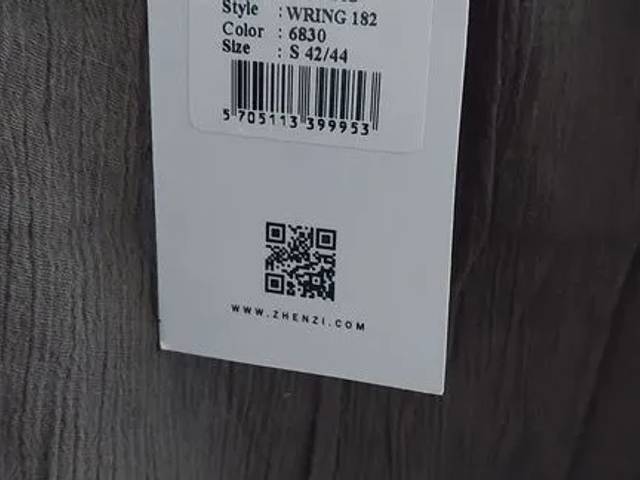 Style : WRING 182
Color : 6830
Size : S 42/44
5 705113 399953
WWW.ZHENZI.COM